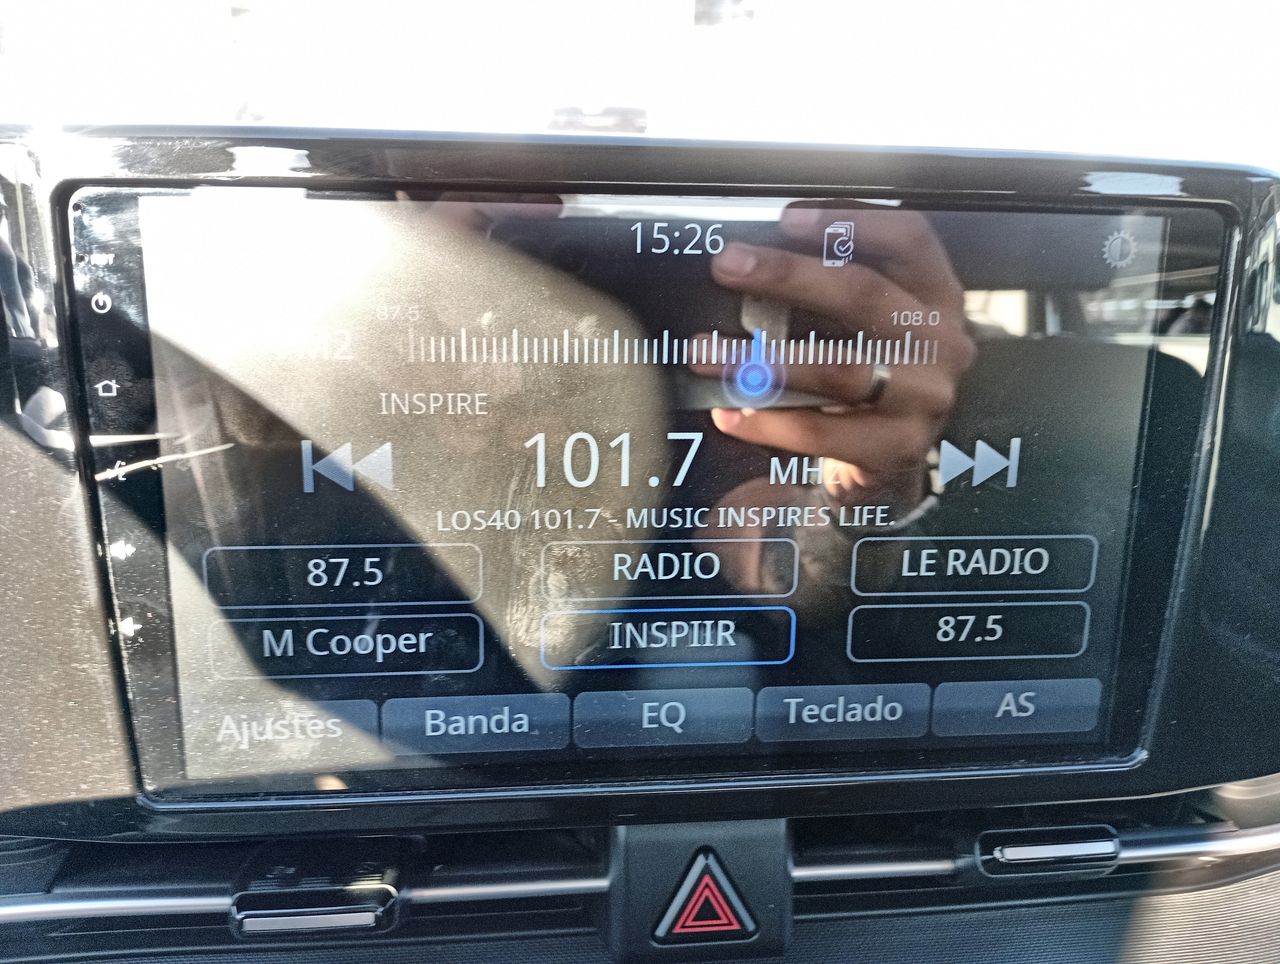 15:26
87.5 108.0
INSPIRE
101.7 MHz
LOS40 101.7 - MUSIC INSPIRES LIFE.
87.5 RADIO LE RADIO
M Cooper INSPIIR 87.5
Ajustes Banda EQ Teclado AS